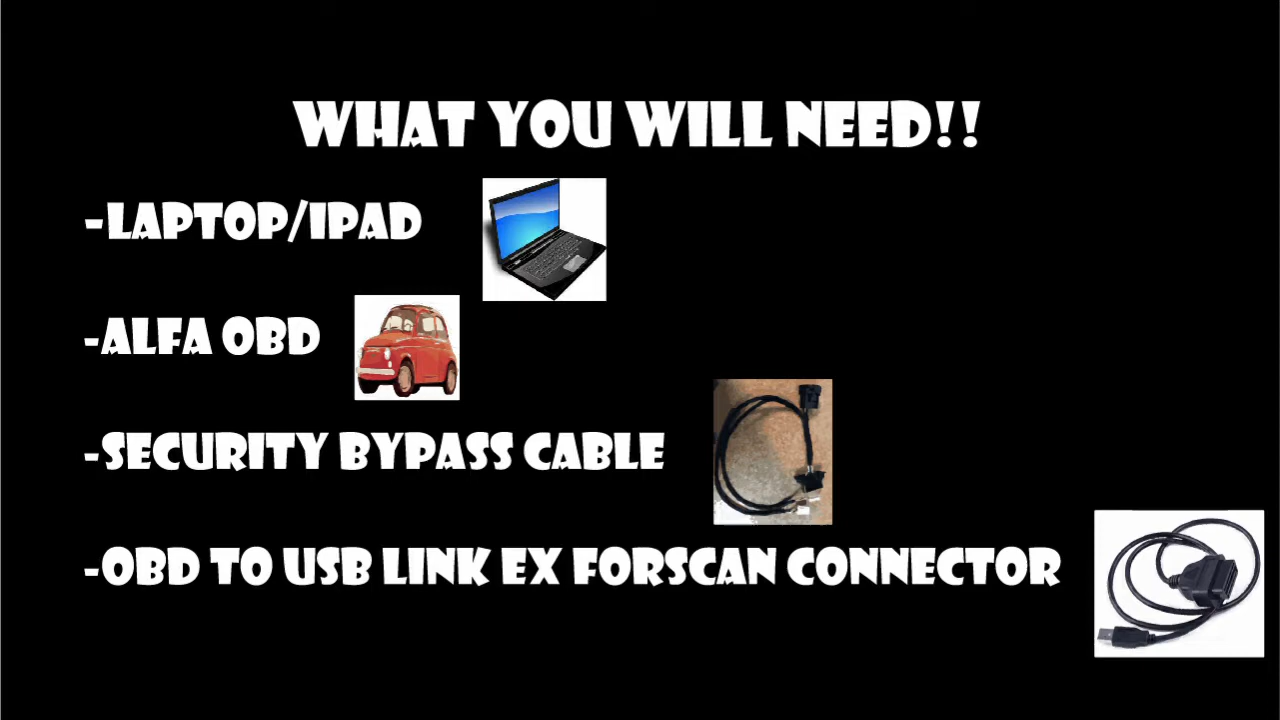 WHAT YOU WILL NEED!!
-LAPTOP/IPAD
-ALFA OBD
-SECURITY BYPASS CABLE
-OBD TO USB LINK EX FORSCAN CONNECTOR